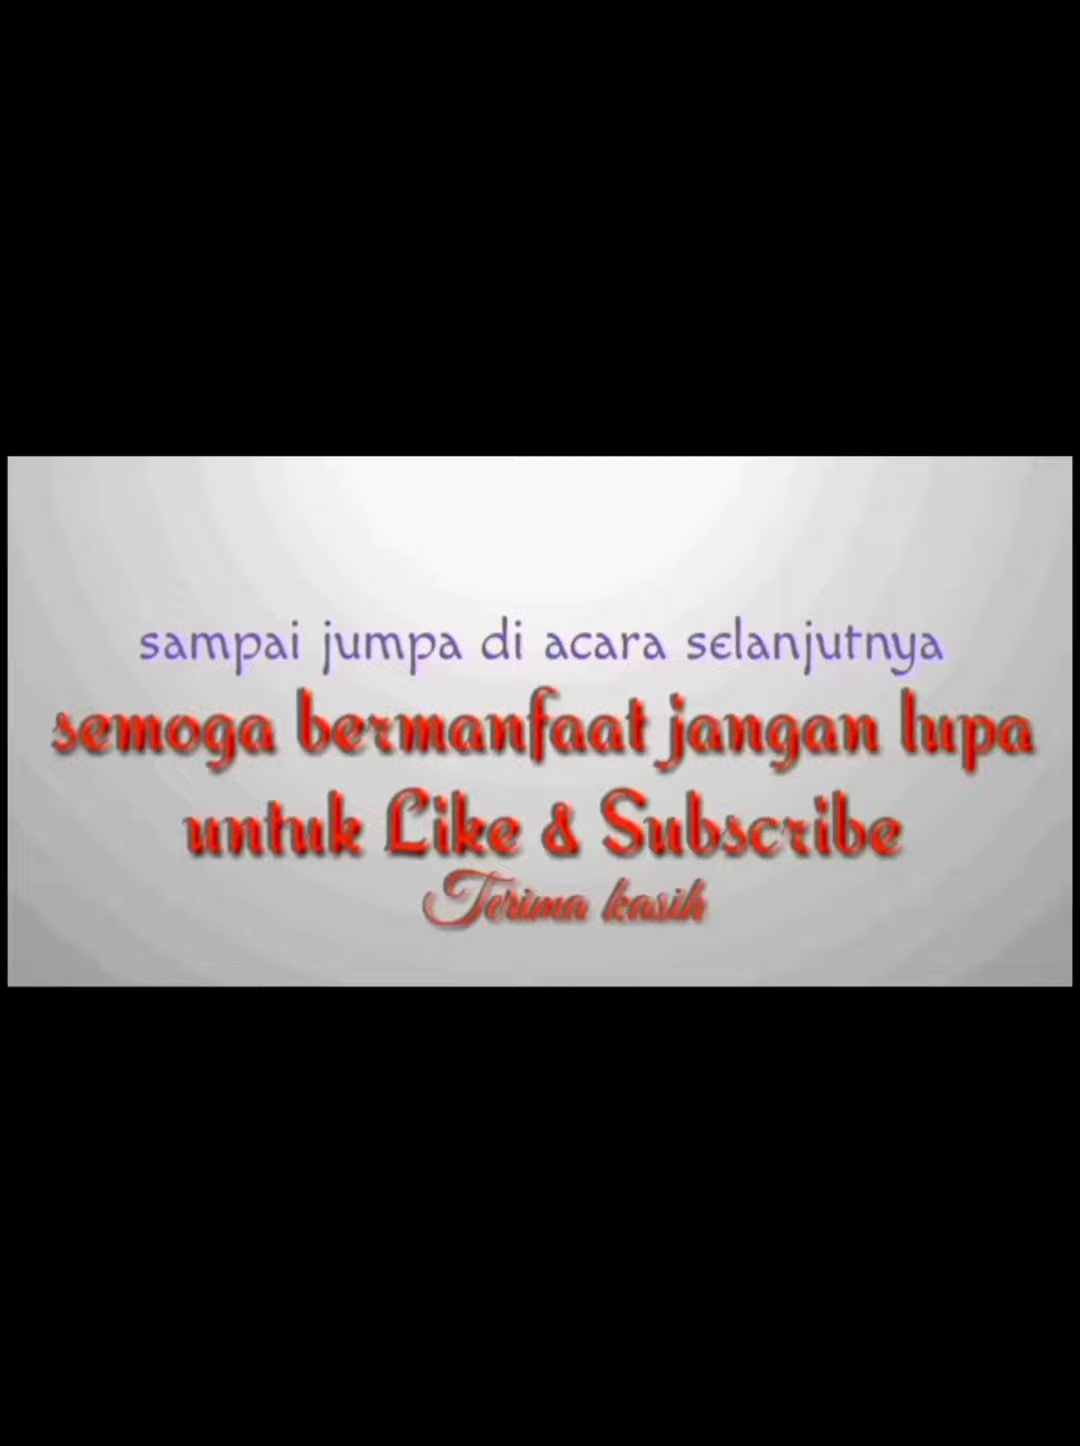 sampai jumpa di acara selanjutnya
semoga bermanfaat jangan lupa
untuk Like & Subscribe
Terima kasih